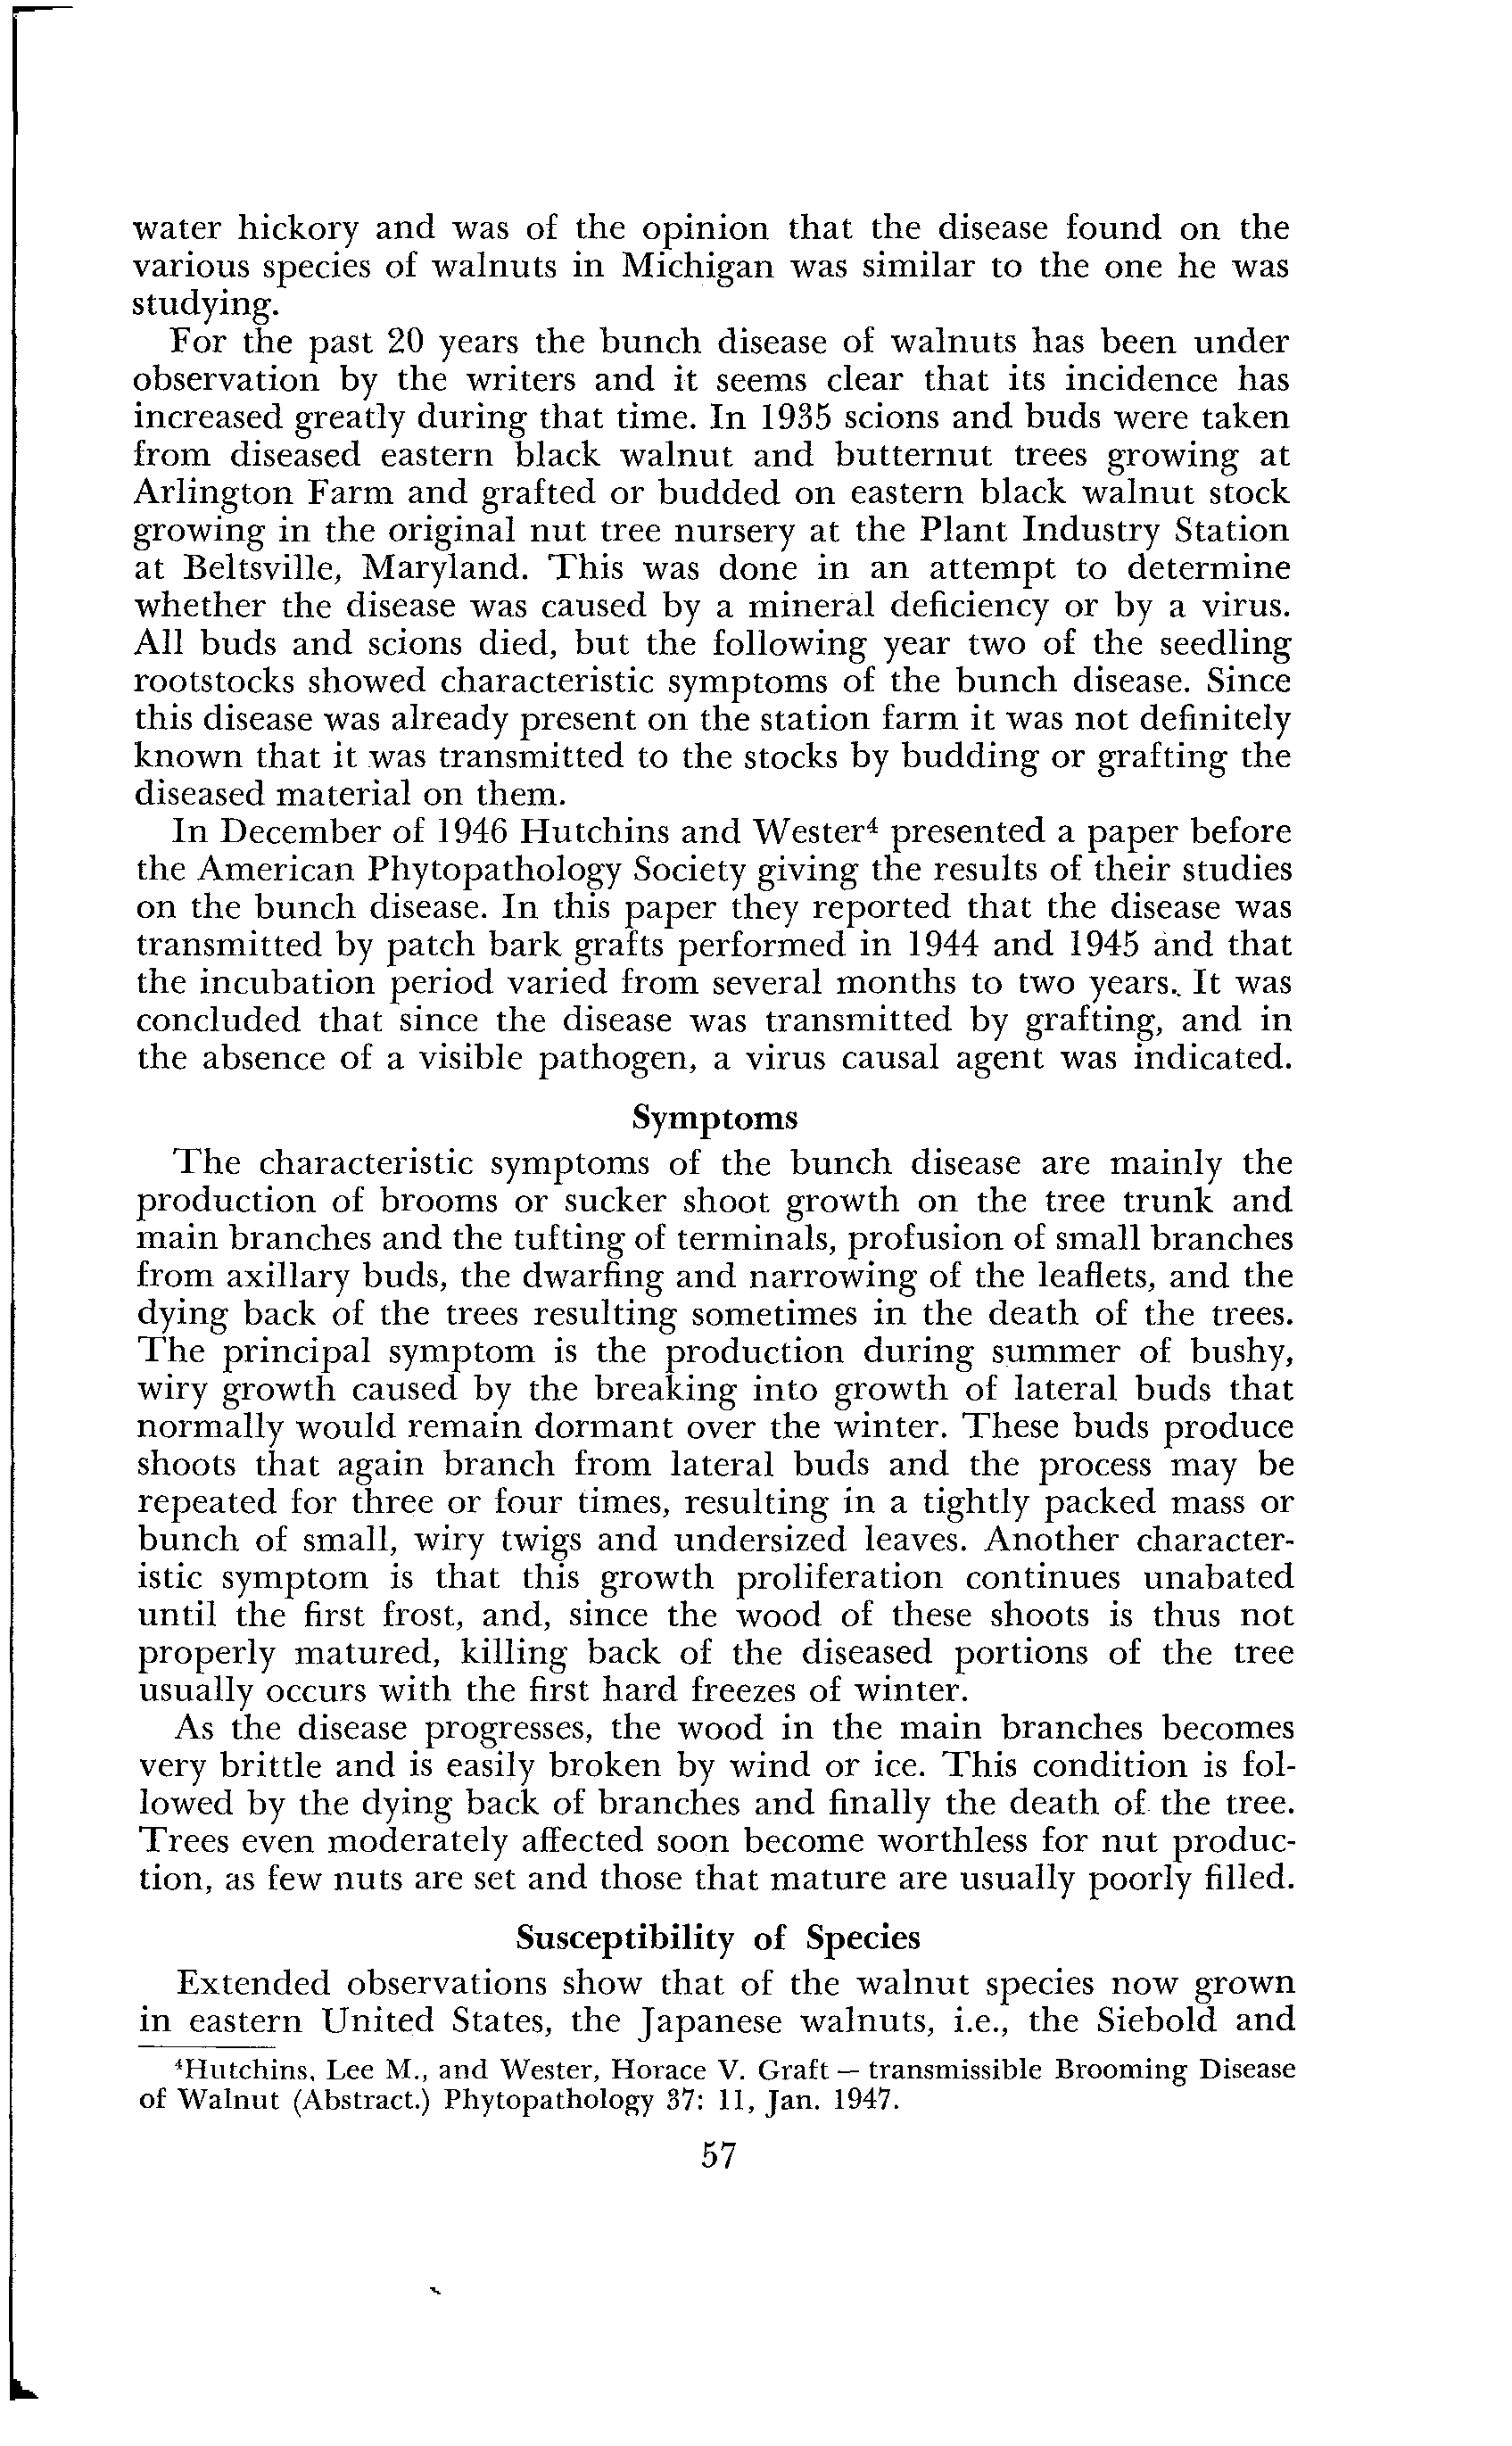 water hickory and was of the opinion that the disease found on the
various species of walnuts in Michigan was similar to the one he was
studying.
For the past 20 years the bunch disease of walnuts has been under
observation by the writers and it seems clear that its incidence has
increased greatly during that time. In 1935 scions and buds were taken
from diseased eastern black walnut and butternut trees growing at
Arlington Farm and grafted or budded on eastern black walnut stock
growing in the original nut tree nursery at the Plant Industry Station
at Beltsville, Maryland. This was done in an attempt to determine
whether the disease was caused by a mineral deficiency or by a virus.
All buds and scions died, but the following year two of the seedling
rootstocks showed characteristic symptoms of the bunch disease. Since
this disease was already present on the station farm it was not definitely
known that it was transmitted to the stocks by budding or grafting the
diseased material on them.
In December of 1946 Hutchins and Wester⁴ presented a paper before
the American Phytopathology Society giving the results of their studies
on the bunch disease. In this paper they reported that the disease was
transmitted by patch bark grafts performed in 1944 and 1945 and that
the incubation period varied from several months to two years. It was
concluded that since the disease was transmitted by grafting, and in
the absence of a visible pathogen, a virus causal agent was indicated.
Symptoms
The characteristic symptoms of the bunch disease are mainly the
production of brooms or sucker shoot growth on the tree trunk and
main branches and the tufting of terminals, profusion of small branches
from axillary buds, the dwarfing and narrowing of the leaflets, and the
dying back of the trees resulting sometimes in the death of the trees.
The principal symptom is the production during summer of bushy,
wiry growth caused by the breaking into growth of lateral buds that
normally would remain dormant over the winter. These buds produce
shoots that again branch from lateral buds and the process may be
repeated for three or four times, resulting in a tightly packed mass or
bunch of small, wiry twigs and undersized leaves. Another character-
istic symptom is that this growth proliferation continues unabated
until the first frost, and, since the wood of these shoots is thus not
properly matured, killing back of the diseased portions of the tree
usually occurs with the first hard freezes of winter.
As the disease progresses, the wood in the main branches becomes
very brittle and is easily broken by wind or ice. This condition is fol-
lowed by the dying back of branches and finally the death of the tree.
Trees even moderately affected soon become worthless for nut produc-
tion, as few nuts are set and those that mature are usually poorly filled.
Susceptibility of Species
Extended observations show that of the walnut species now grown
in eastern United States, the Japanese walnuts, i.e., the Siebold and
⁴Hutchins, Lee M., and Wester, Horace V. Graft — transmissible Brooming Disease
of Walnut (Abstract.) Phytopathology 37: 11, Jan. 1947.
57